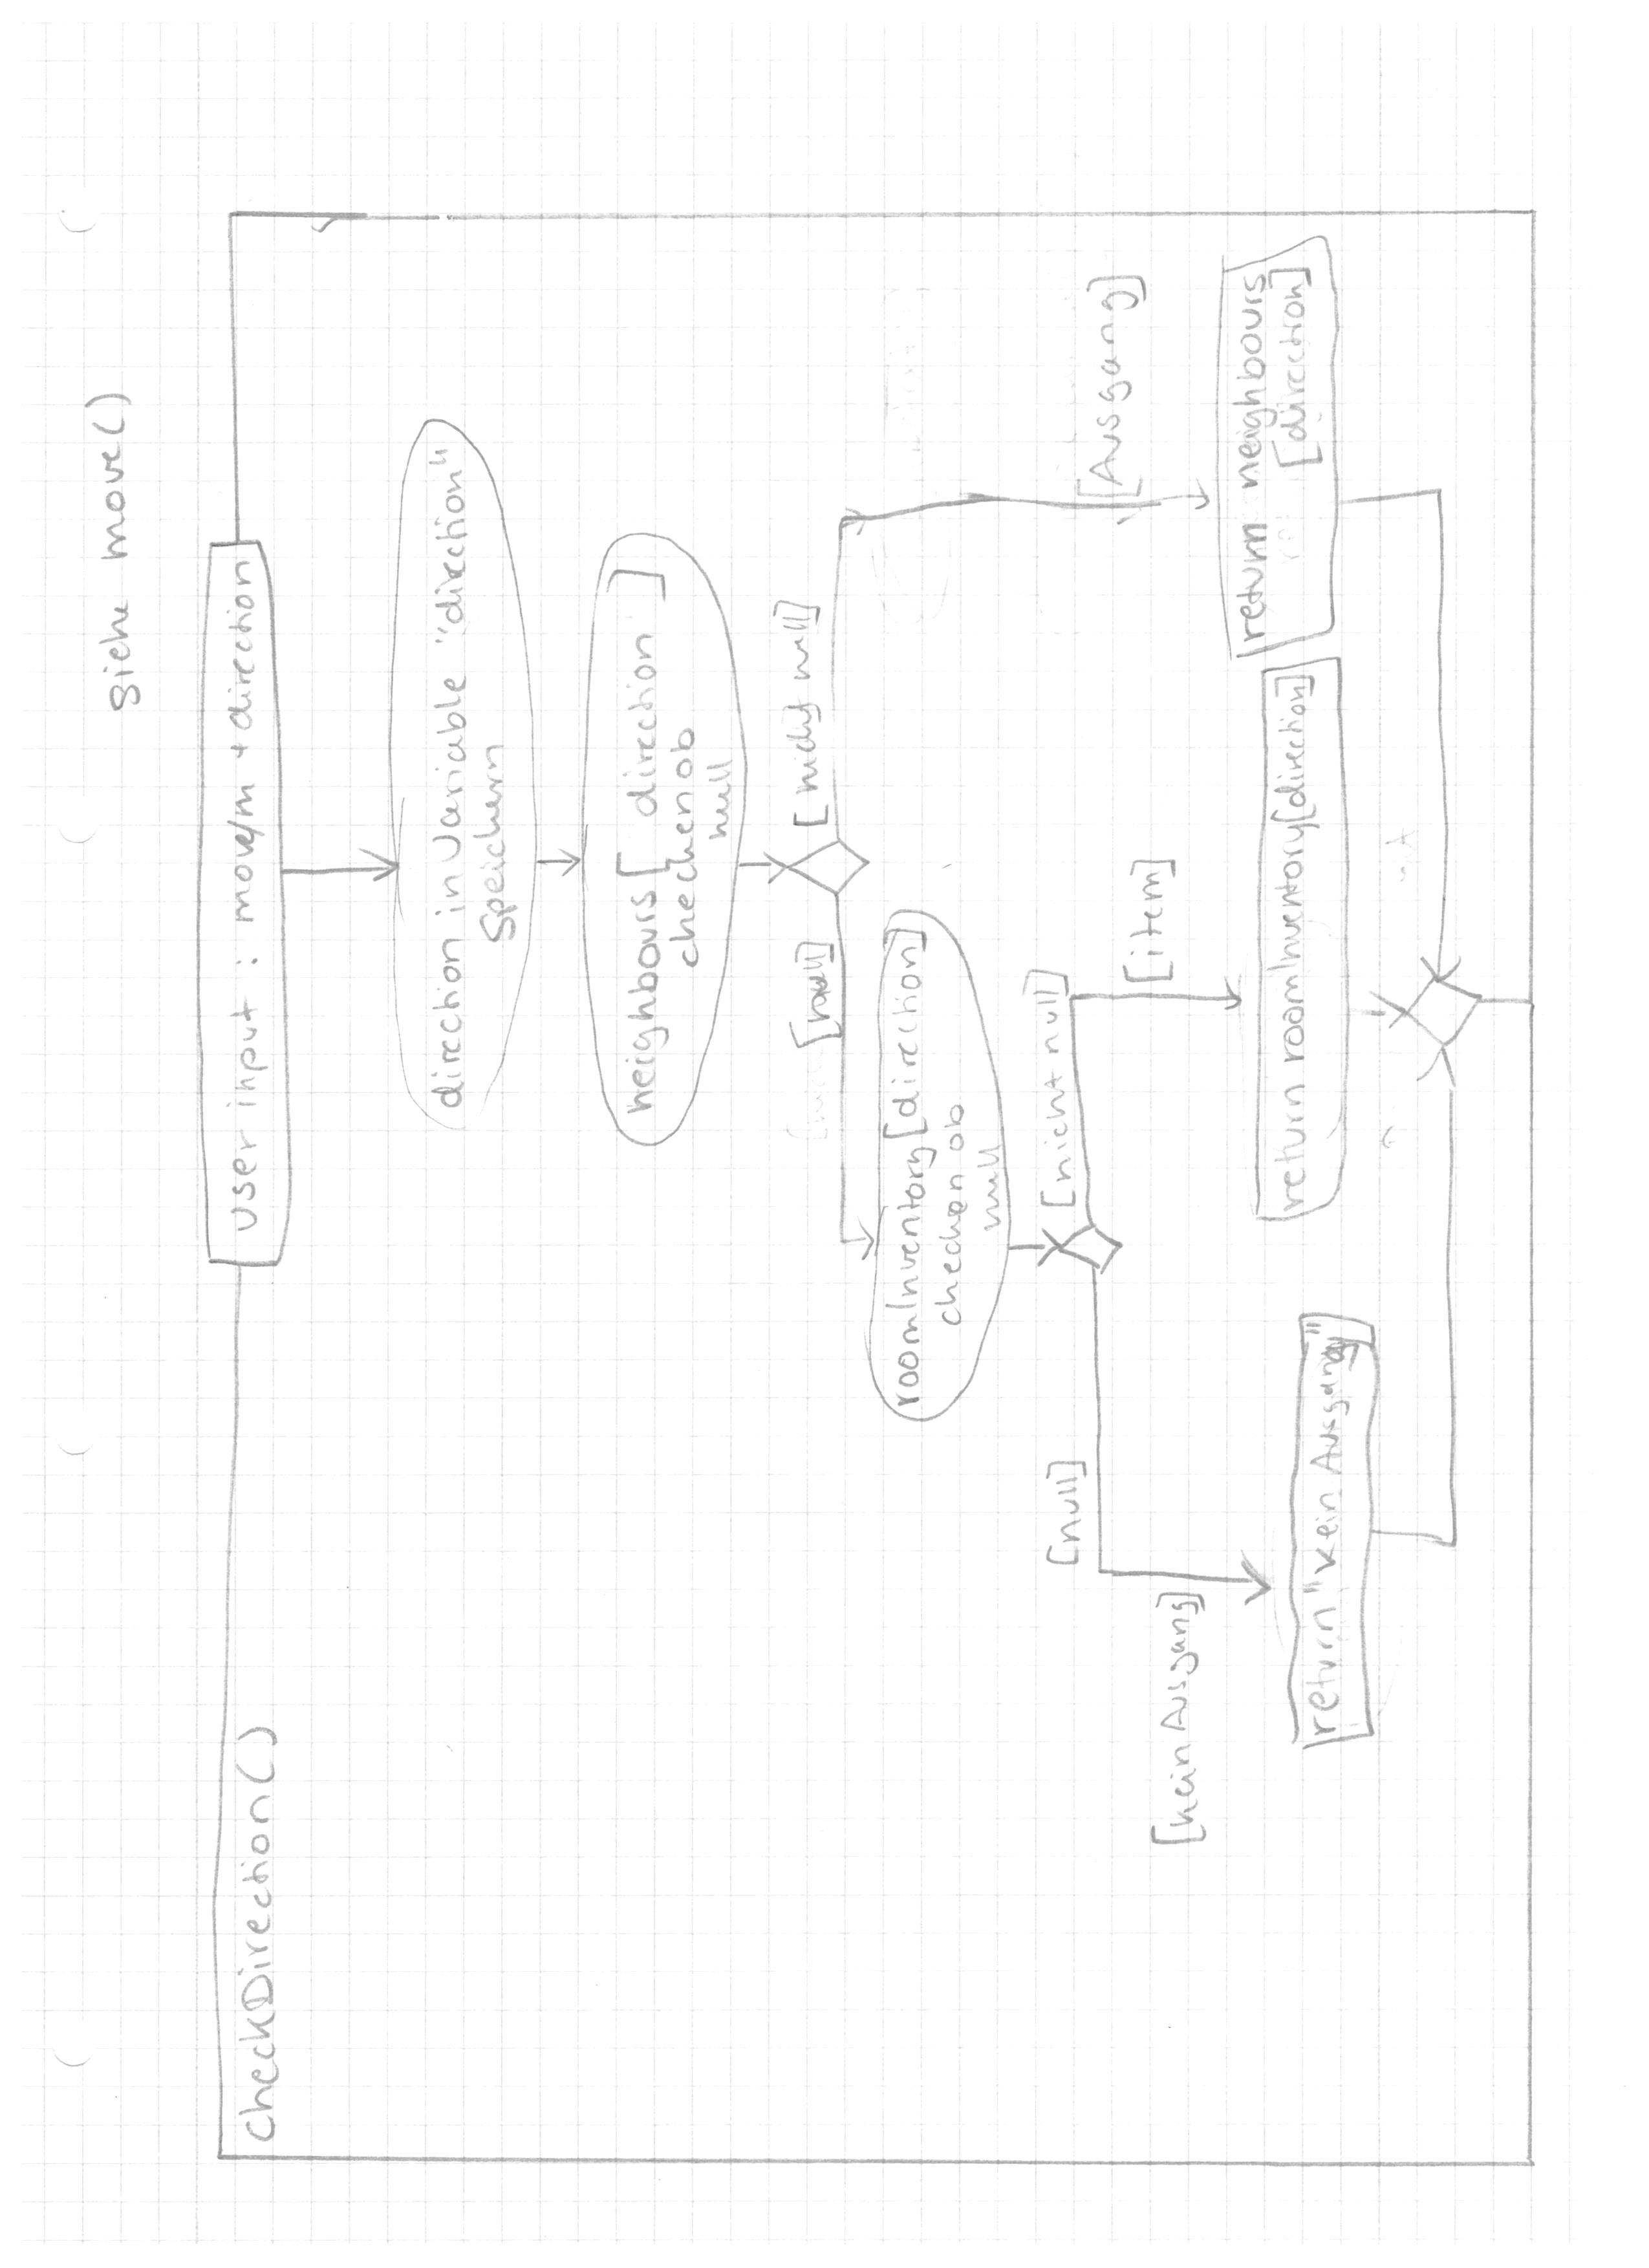 siehe move()
checkDirection()
user input : move/m + direction
direction in Variable "direction"
speichern
neighbours[ direction ]
checken ob
null
[null]
[nicht null]
roomInventory[direction]
checken ob
null
[null]
[nicht null]
[kein Ausgang]
[item]
[Ausgang]
return "kein Ausgang"
return roomInventory[direction]
return neighbours
[direction]